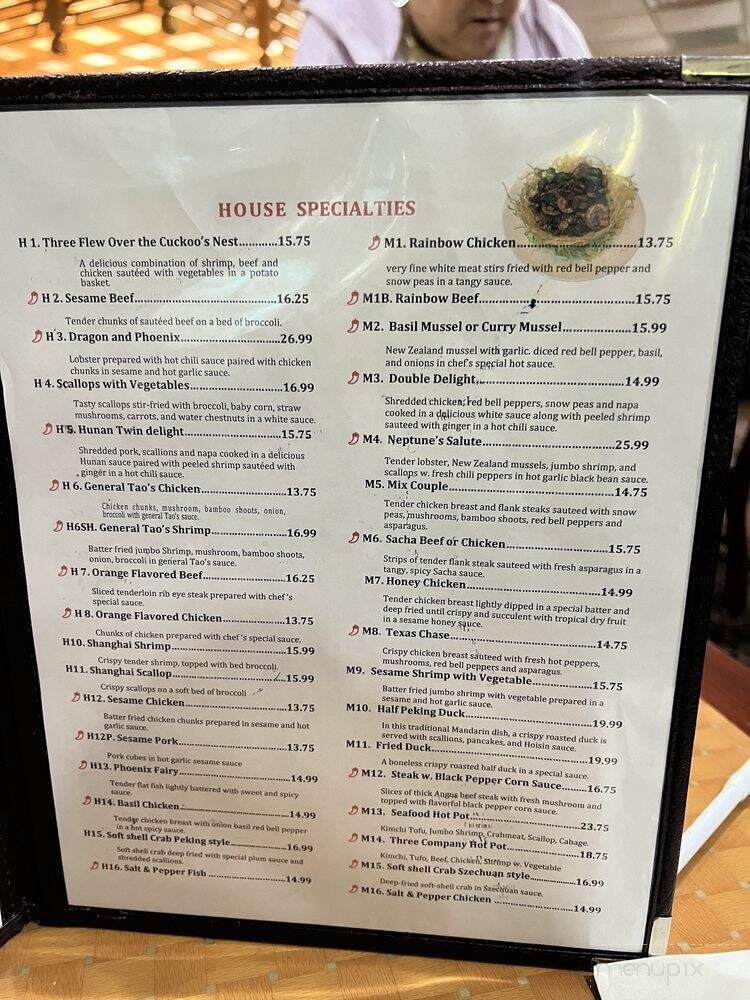 HOUSE SPECIALTIES
H 1. Three Flew Over the Cuckoo's Nest............15.75
A delicious combination of shrimp, beef and
chicken sautéed with vegetables in a potato
basket
H 2. Sesame Beef..........................................16.25
Tender chunks of sautéed beef on a bed of broccoli.
H 3. Dragon and Phoenix..............................26.99
Lobster prepared with hot chili sauce paired with chicken
chunks in sesame and hot garlic sauce.
H 4. Scallops with Vegetables............................16.99
Tasty scallops stir-fried with broccoli, baby corn, straw
mushrooms, carrots, and water chestnuts in a white sauce.
H 5. Hunan Twin delight.............................15.75
Shredded pork, scallions and napa cooked in a delicious
Hunan sauce paired with peeled shrimp sautéed with
ginger in a hot chili sauce.
H 6. General Tao's Chicken..........................13.75
Chicken chunks, mushroom, bamboo shoots, onion,
broccoli with general Tao's sauce.
H6SH. General Tao's Shrimp.......................16.99
Batter fried jumbo Shrimp, mushroom, bamboo shoots,
onion, broccoli in general Tao's sauce.
H 7. Orange Flavored Beef.........................16.25
Sliced tenderloin rib eye steak prepared with chef 's
special sauce.
H 8. Orange Flavored Chicken...................13.75
Chunks of chicken prepared with chef 's special sauce.
H10. Shanghai Shrimp..................................15.99
Crispy tender shrimp, topped with bed broccoli.
H11. Shanghai Scallop..................................15.99
Crispy scallops on a soft bed of broccoli
H12. Sesame Chicken..............................13.75
Batter fried chicken chunks prepared in sesame and hot
garlic sauce.
H12P. Sesame Pork................................13.75
Pork cubes in hot garlic sesame sauce
H13. Phoenix Fairy.................................14.99
Tender flat fish lightly battered with sweet and spicy
sauce.
H14. Basil Chicken................................14.99
Tender chicken breast with onion basil red bell pepper
in a hot spicy sauce.
H15. Soft shell Crab Peking style.................16.99
Soft shell crab deep fried with special plum sauce and
shredded scallions.
H16. Salt & Pepper Fish ........................14.99
M1. Rainbow Chicken..............................13.75
very fine white meat stirs fried with red bell pepper and
snow peas in a tangy sauce.
M1B. Rainbow Beef.......................................15.75
M2. Basil Mussel or Curry Mussel....................15.99
New Zealand mussel with garlic. diced red bell pepper, basil,
and onions in chef's special hot sauce.
M3. Double Delight......................................14.99
Shredded chicken, red bell peppers, snow peas and napa
cooked in a delicious white sauce along with peeled shrimp
sauteed with ginger in a hot chili sauce.
M4. Neptune's Salute..................................25.99
Tender lobster, New Zealand mussels, jumbo shrimp, and
scallops w. fresh chili peppers in hot garlic black bean sauce.
M5. Mix Couple.............................................14.75
Tender chicken breast and flank steaks sauteed with snow
peas, mushrooms, bamboo shoots, red bell peppers and
asparagus.
M6. Sacha Beef or Chicken..............................15.75
Strips of tender flank steak sauteed with fresh asparagus in a
tangy, spicy Sacha sauce.
M7. Honey Chicken....................................14.99
Tender chicken breast lightly dipped in a special batter and
deep fried until crispy and succulent with tropical dry fruit
in a sesame honey sauce.
M8. Texas Chase.......................................14.75
Crispy chicken breast sauteed with fresh hot peppers,
mushrooms, red bell peppers and asparagus.
M9. Sesame Shrimp with Vegetable..................15.75
Batter fried jumbo shrimp with vegetable prepared in a
sesame and hot garlic sauce.
M10. Half Peking Duck.................................19.99
In this traditional Mandarin dish, a crispy roasted duck is
served with scallions, pancakes, and Hoisin sauce.
M11. Fried Duck.........................................19.99
A boneless crispy roasted half duck in a special sauce.
M12. Steak w. Black Pepper Corn Sauce........16.75
Slices of thick Angus beef steak with fresh mushroom and
topped with flavorful black pepper corn sauce.
M13. Seafood Hot Pot..................................23.75
Kimchi Tofu, Jumbo Shrimp, Crabmeat, Scallop, Cabage.
M14. Three Company Hot Pot......................18.75
Kimchi, Tufo, Beef, Chicken, Shrimp w. Vegetable
M15. Soft shell Crab Szechuan style.....................16.99
Deep-fried soft-shell crab in Szechuan sauce.
M16. Salt & Pepper Chicken .....................14.99
menupix